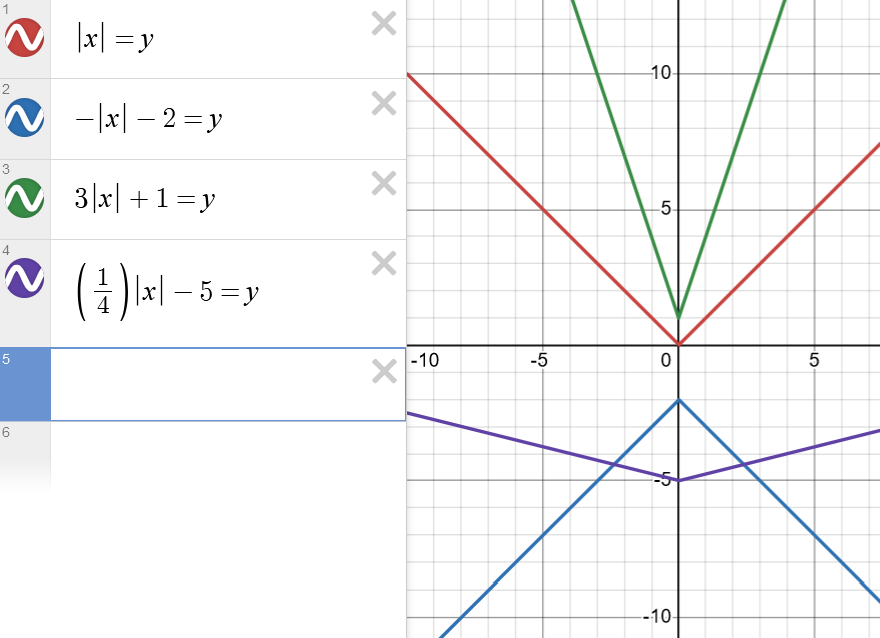 1
|x| = y
2
−|x| − 2 = y
3
3|x| + 1 = y
4
(1/4)|x| − 5 = y
5
6
10
5
-10 -5 0 5
-5
-10